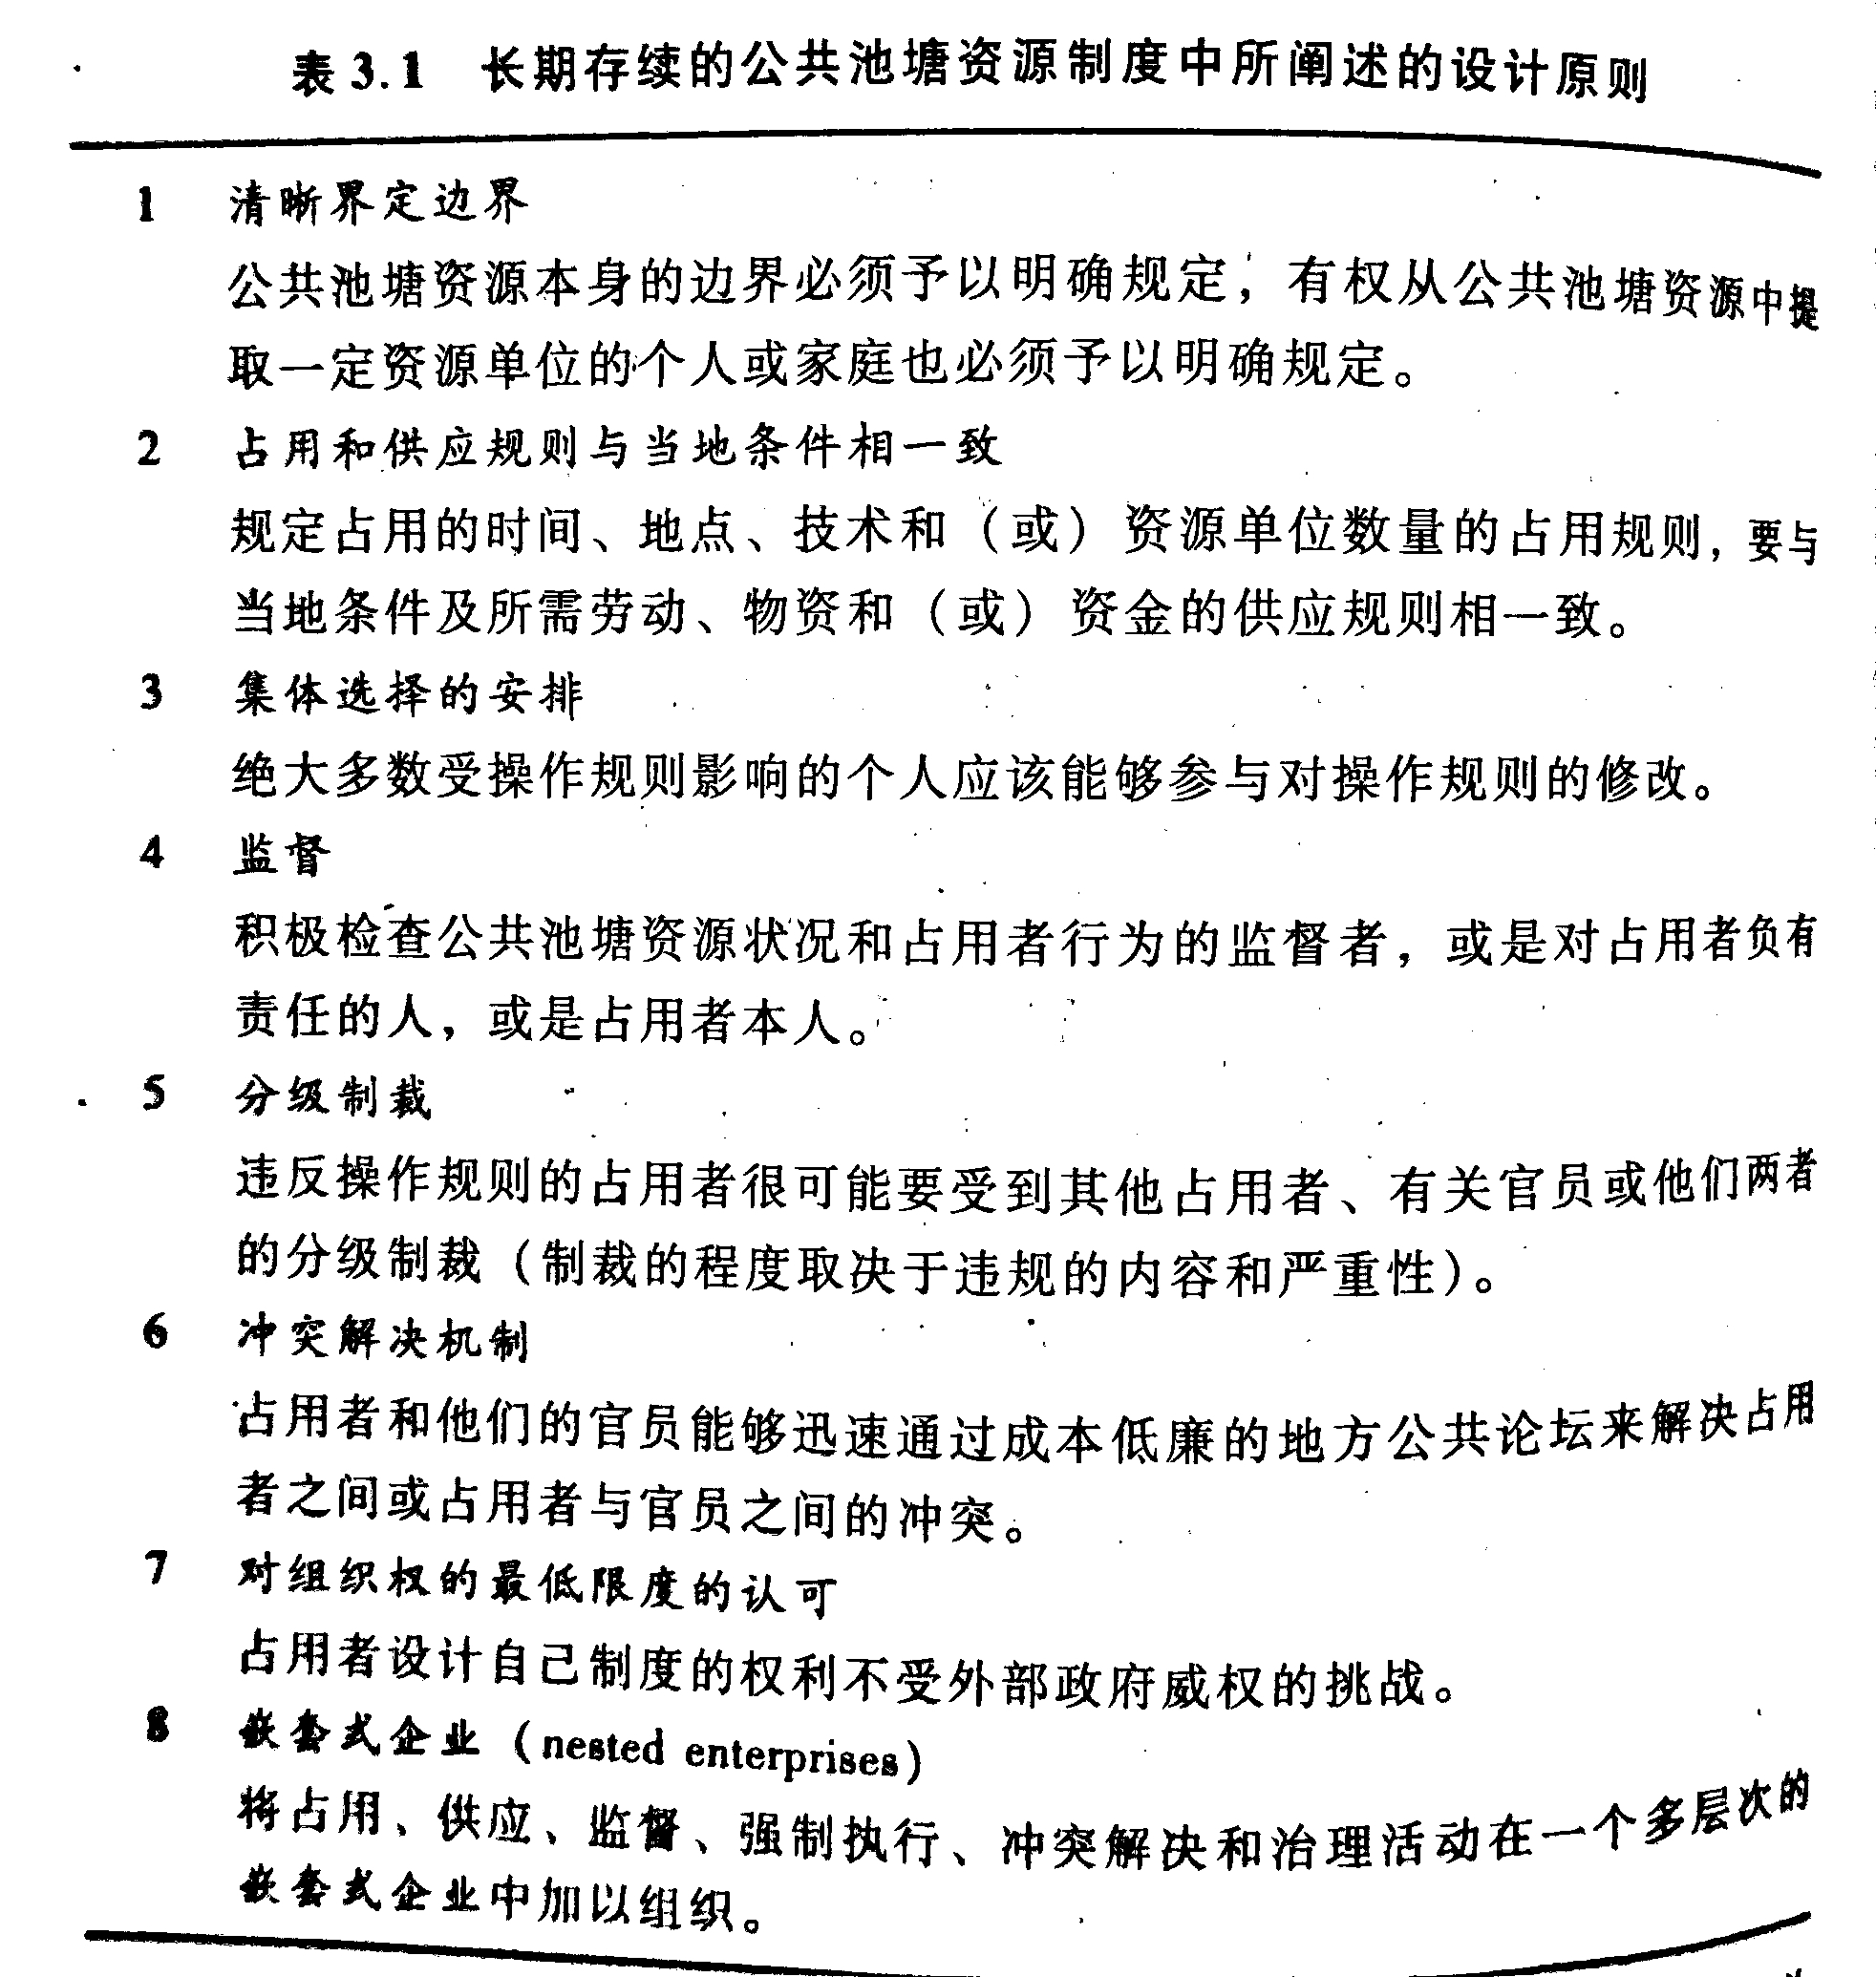 表 3.1 长期存续的公共池塘资源制度中所阐述的设计原则
1 清晰界定边界
公共池塘资源本身的边界必须予以明确规定，有权从公共池塘资源中提
取一定资源单位的个人或家庭也必须予以明确规定。
2 占用和供应规则与当地条件相一致
规定占用的时间、地点、技术和（或）资源单位数量的占用规则，要与
当地条件及所需劳动、物资和（或）资金的供应规则相一致。
3 集体选择的安排
绝大多数受操作规则影响的个人应该能够参与对操作规则的修改。
4 监督
积极检查公共池塘资源状况和占用者行为的监督者，或是对占用者负有
责任的人，或是占用者本人。
5 分级制裁
违反操作规则的占用者很可能要受到其他占用者、有关官员或他们两者
的分级制裁（制裁的程度取决于违规的内容和严重性）。
6 冲突解决机制
占用者和他们的官员能够迅速通过成本低廉的地方公共论坛来解决占用
者之间或占用者与官员之间的冲突。
7 对组织权的最低限度的认可
占用者设计自己制度的权利不受外部政府威权的挑战。
8 嵌套式企业（nested enterprises）
将占用、供应、监督、强制执行、冲突解决和治理活动在一个多层次的
嵌套式企业中加以组织。